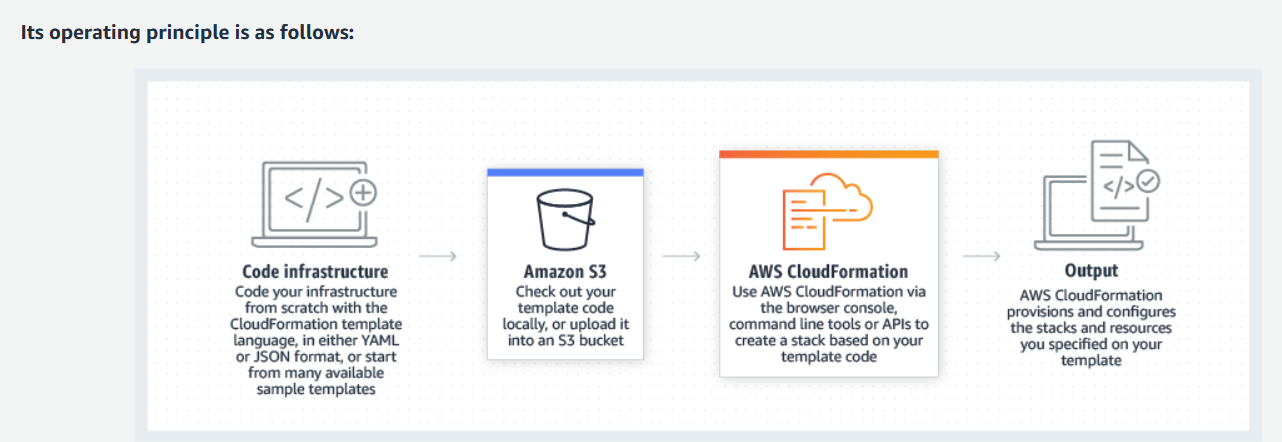 Its operating principle is as follows:
</>
Code infrastructure
Code your infrastructure
from scratch with the
CloudFormation template
language, in either YAML
or JSON format, or start
from many available
sample templates
Amazon S3
Check out your
template code
locally, or upload it
into an S3 bucket
AWS CloudFormation
Use AWS CloudFormation via
the browser console,
command line tools or APIs to
create a stack based on your
template code
</>
Output
AWS CloudFormation
provisions and configures
the stacks and resources
you specified on your
template